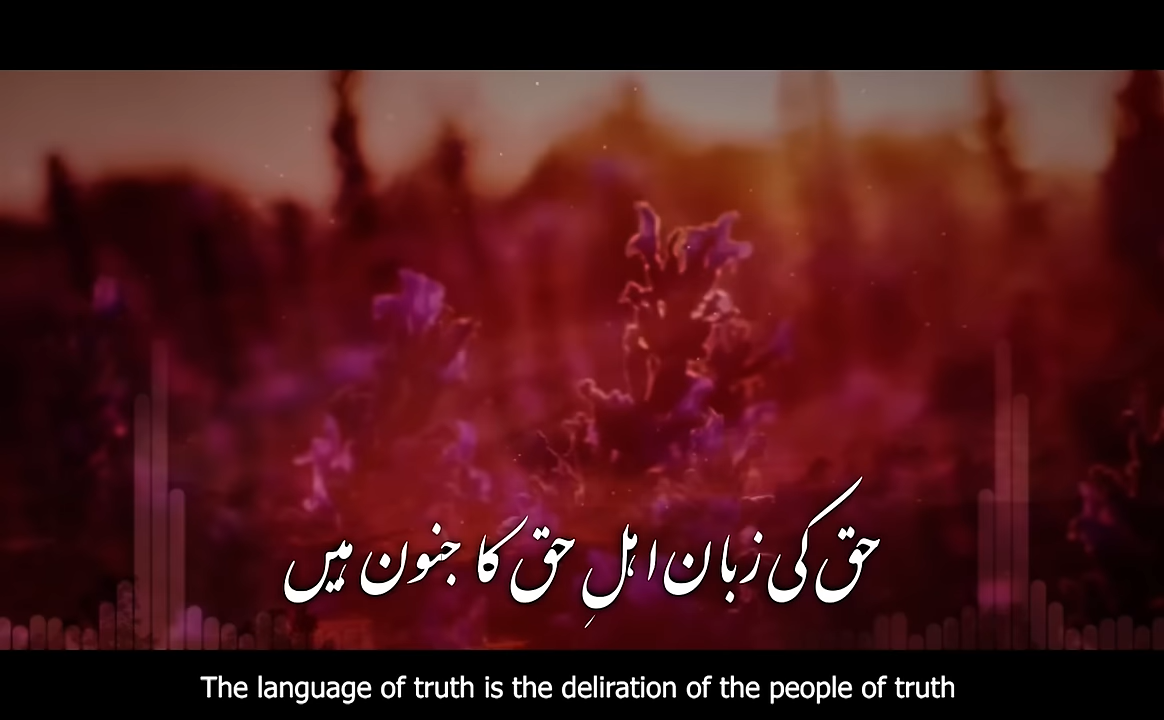 حق کی زبان اہلِ حق کا جنون ہیں
The language of truth is the deliration of the people of truth